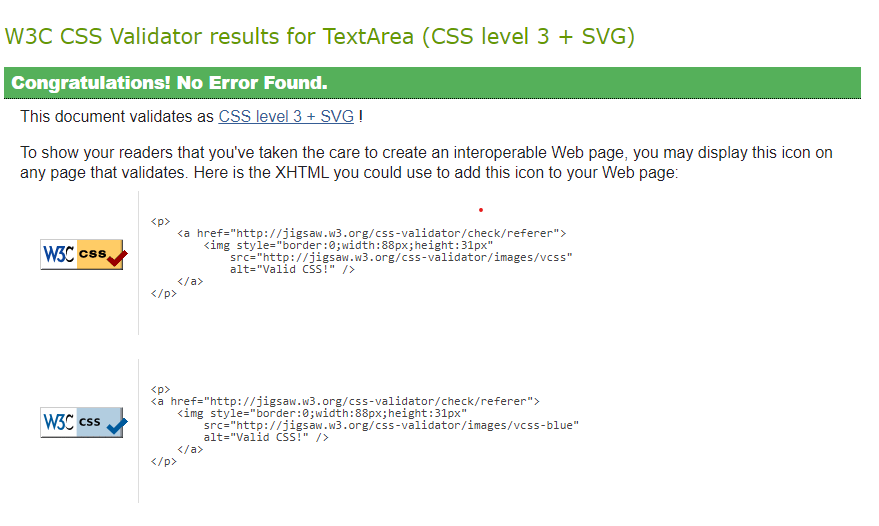 W3C CSS Validator results for TextArea (CSS level 3 + SVG)
Congratulations! No Error Found.
This document validates as CSS level 3 + SVG !
To show your readers that you've taken the care to create an interoperable Web page, you may display this icon on
any page that validates. Here is the XHTML you could use to add this icon to your Web page:
W3C css
<p>
<a href="http://jigsaw.w3.org/css-validator/check/referer">
<img style="border:0;width:88px;height:31px"
src="http://jigsaw.w3.org/css-validator/images/vcss"
alt="Valid CSS!" />
</a>
</p>
W3C css
<p>
<a href="http://jigsaw.w3.org/css-validator/check/referer">
<img style="border:0;width:88px;height:31px"
src="http://jigsaw.w3.org/css-validator/images/vcss-blue"
alt="Valid CSS!" />
</a>
</p>